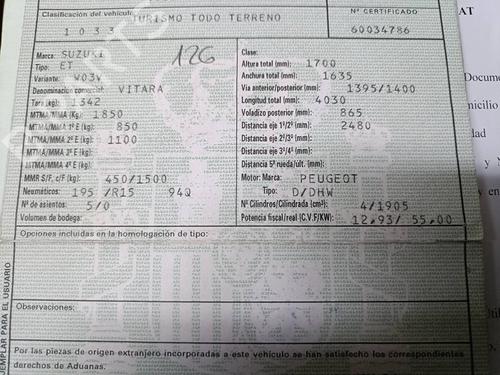 Clasificación del vehículo TURISMO TODO TERRENO
Nº CERTIFICADO
1 0 3 3
60034786
AT
126
Marca: SUZUKI
Tipo: ET
Variante: W03V
Denominación comercial: VITARA
Tara (kg): 1342
MTMA/MMA (Kg): 1850
MTMA/MMA 1º E (kg): 850
MTMA/MMA 2º E (kg): 1100
MTMA/MMA 3º E (kg):
MTMA/MMA 4º E (kg):
MMR S/F, c/F (kg): 450/1500
Neumáticos: 195 /R15 94Q
Nº de asientos: 5/0
Volumen de bodega:
Clase:
Altura total (mm): 1700
Anchura total (mm): 1635
Vía anterior/posterior (mm): 1395/1400
Longitud total (mm): 4030
Voladizo posterior (mm): 865
Distancia eje 1º/2º (mm): 2480
Distancia eje 2º/3º (mm):
Distancia eje 3º/4º (mm):
Distancia 5ª rueda/últ. (mm):
Motor: Marca: PEUGEOT
Tipo: D/DHW
Nº Cilindros/Cilindrada (cm³): 4/1905
Potencia fiscal/real (C.V.F/KW): 12,93/ 55,00
Opciones incluidas en la homologación de tipo:
Observaciones:
Por las piezas de origen extranjero incorporadas a este vehículo se han satisfecho los correspondientes
derechos de Aduanas.
EJEMPLAR PARA EL USUARIO
Docume
icilio
dad
y N
y en